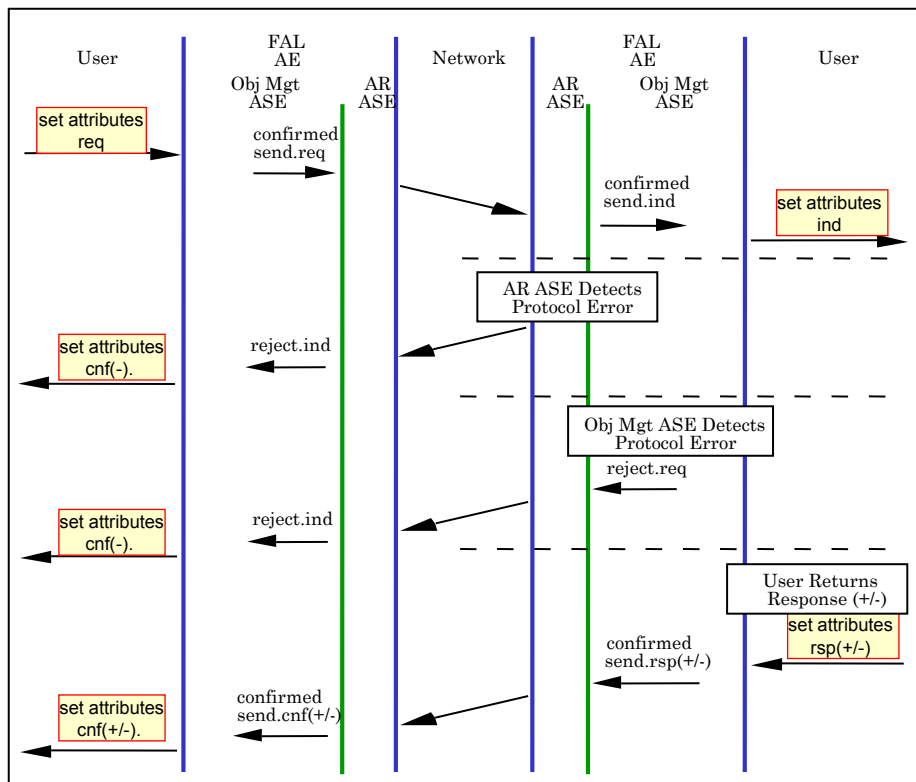 User
FAL
AE
Obj Mgt
ASE
AR
ASE
Network
FAL
AE
AR
ASE
Obj Mgt
ASE
User
set attributes
req
confirmed
send.req
confirmed
send.ind
set attributes
ind
AR ASE Detects
Protocol Error
reject.ind
set attributes
cnf(-).
Obj Mgt ASE Detects
Protocol Error
reject.req
reject.ind
set attributes
cnf(-).
User Returns
Response (+/-)
set attributes
rsp(+/-)
confirmed
send.rsp(+/-)
confirmed
send.cnf(+/-)
set attributes
cnf(+/-).